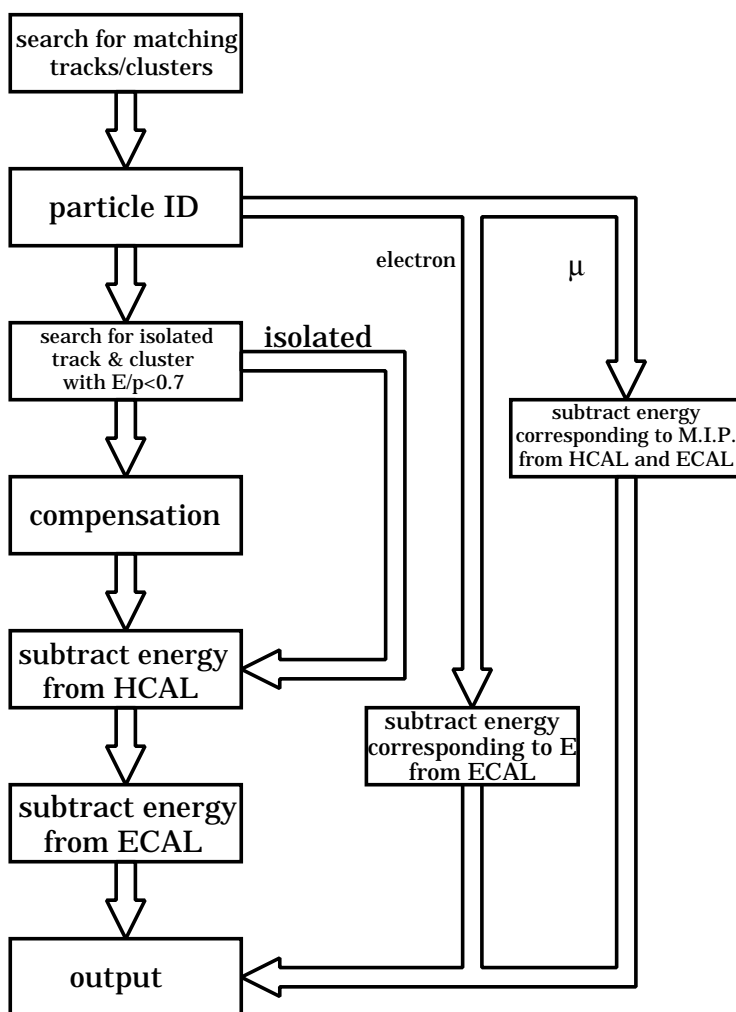 search for matching
tracks/clusters
particle ID
electron
μ
search for isolated
track & cluster
with E/p<0.7
isolated
subtract energy
corresponding to M.I.P.
from HCAL and ECAL
compensation
subtract energy
from HCAL
subtract energy
corresponding to E
from ECAL
subtract energy
from ECAL
output